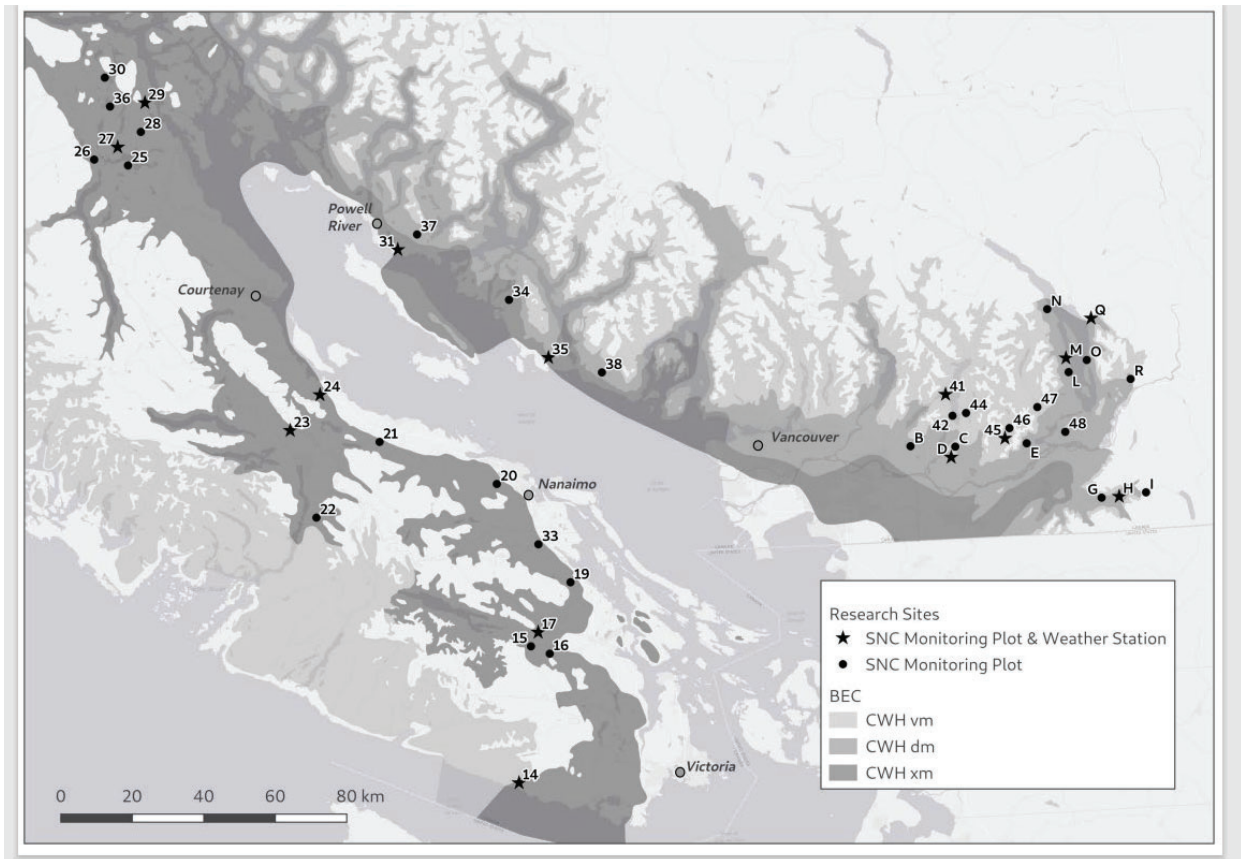 30
36
29
28
27
26
25
Powell
River
37
31
Courtenay
34
N
Q
35
38
M
O
L
R
24
41
47
44
42
46
23
21
45
48
Vancouver
B
C
D
E
20
Nanaimo
G
H
I
22
33
19
17
15
16
14
Victoria
0
20
40
60
80 km
Research Sites
SNC Monitoring Plot & Weather Station
SNC Monitoring Plot
BEC
CWH vm
CWH dm
CWH xm